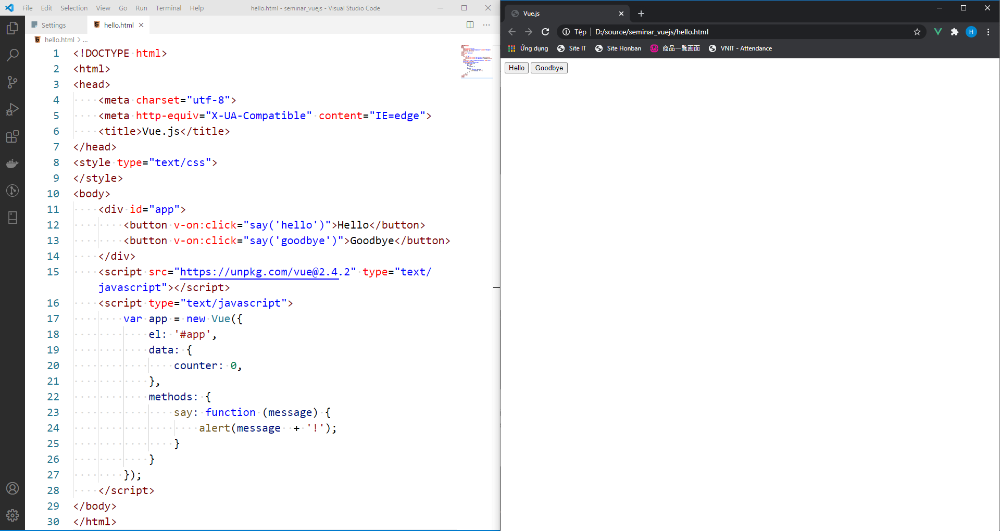 File Edit Selection View Go Run Terminal Help hello.html - seminar_vuejs - Visual Studio Code
Settings hello.html
hello.html > ...
1 <!DOCTYPE html>
2 <html>
3 <head>
4 <meta charset="utf-8">
5 <meta http-equiv="X-UA-Compatible" content="IE=edge">
6 <title>Vue.js</title>
7 </head>
8 <style type="text/css">
9 </style>
10 <body>
11 <div id="app">
12 <button v-on:click="say('hello')">Hello</button>
13 <button v-on:click="say('goodbye')">Goodbye</button>
14 </div>
15 <script src="https://unpkg.com/vue@2.4.2" type="text/
javascript"></script>
16 <script type="text/javascript">
17 var app = new Vue({
18 el: '#app',
19 data: {
20 counter: 0,
21 },
22 methods: {
23 say: function (message) {
24 alert(message  + '!');
25 }
26 }
27 });
28 </script>
29 </body>
30 </html>
Vue.js
Tệp D:/source/seminar_vuejs/hello.html H
Ứng dụng Site IT Site Honban 商品一覧画面 VNIT - Attendance
Hello Goodbye